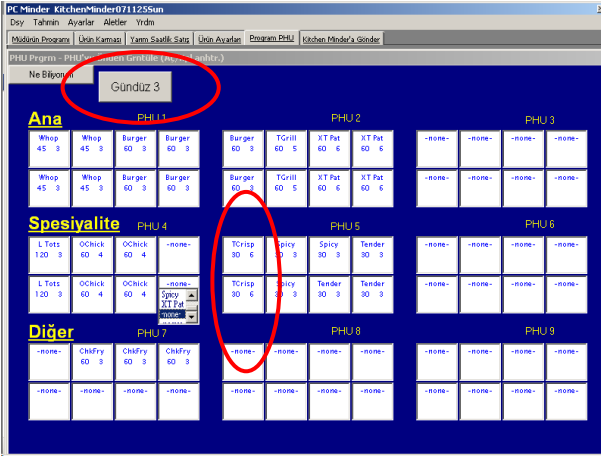 PC Minder KitchenMinder071125Sun
Dsy Tahmin Ayarlar Aletler Yrdm
Müdürün Programı Ürün Karması Yarım Saatlik Satış Ürün Ayarları Program PHU Kitchen Minder'a Gönder
PHU Prgrm - Grntüle
Ne
Gündüz 3
Ana PHU 1 PHU 2 PHU 3
Whop Whop Burger Burger Burger TGrill XT Pat XT Pat -none- -none- -none- -none-
45 3 45 3 60 3 60 3 60 3 60 5 60 6 60 6
Whop Whop Burger Burger Burger TGrill XT Pat XT Pat -none- -none- -none- -none-
45 3 45 3 60 3 60 3 60 3 60 5 60 6 60 6
Spesiyalite PHU 4 PHU 5 PHU 6
L Tots OChick OChick -none- TCrisp Spicy Spicy Tender -none- -none- -none- -none-
120 3 60 4 60 4 30 6 30 3 30 3 30 3
L Tots OChick OChick -none- TCrisp Spicy Tender Tender -none- -none- -none- -none-
120 3 60 4 60 4 30 6 30 3 30 3 30 3
Spicy
XT Pat
-none-
Diğer PHU 7 PHU 8 PHU 9
-none- ChkFry ChkFry ChkFry -none- -none- -none- -none- -none- -none- -none- -none-
60 3 60 3 60 3
-none- -none- -none- -none- -none- -none- -none- -none- -none- -none- -none- -none-